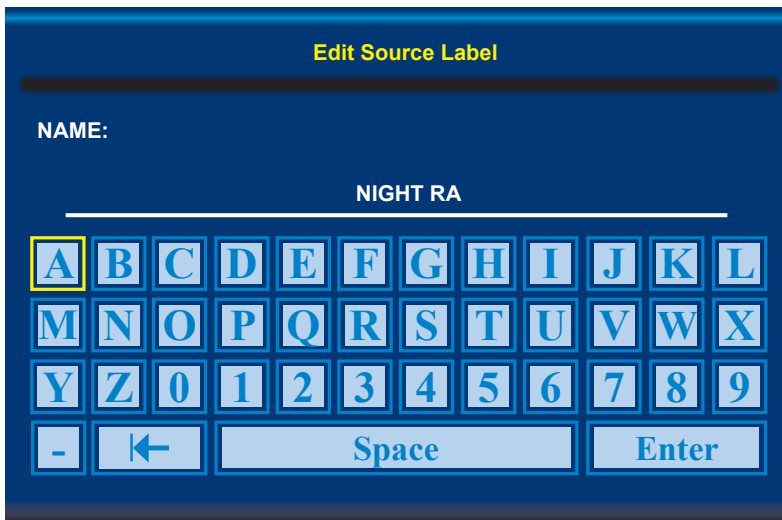 Edit Source Label
NAME:
NIGHT RA
A B C D E F G H I J K L
M N O P Q R S T U V W X
Y Z 0 1 2 3 4 5 6 7 8 9
- Space Enter